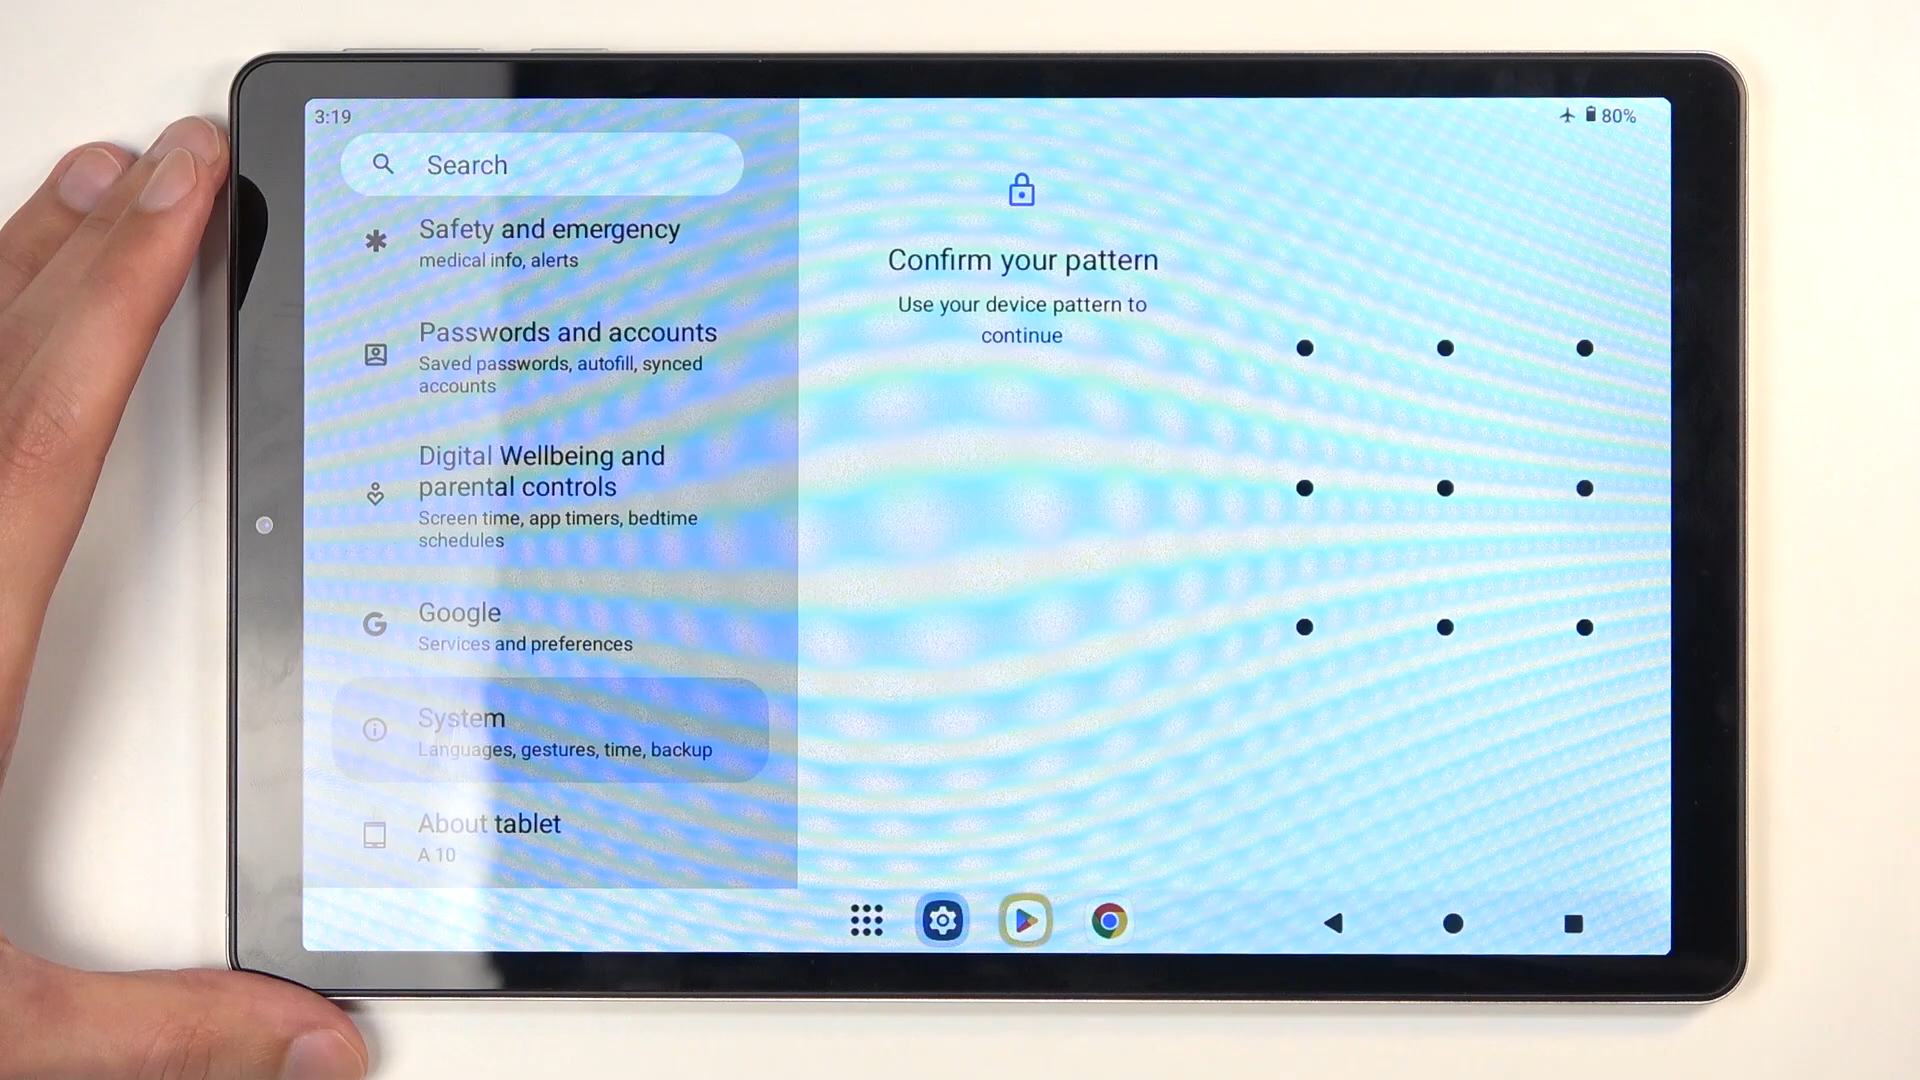 3:19
80%
Search
Safety and emergency
medical info, alerts
Passwords and accounts
Saved passwords, autofill, synced
accounts
Digital Wellbeing and
parental controls
Screen time, app timers, bedtime
schedules
Google
Services and preferences
System
Languages, gestures, time, backup
About tablet
A 10
Confirm your pattern
Use your device pattern to
continue